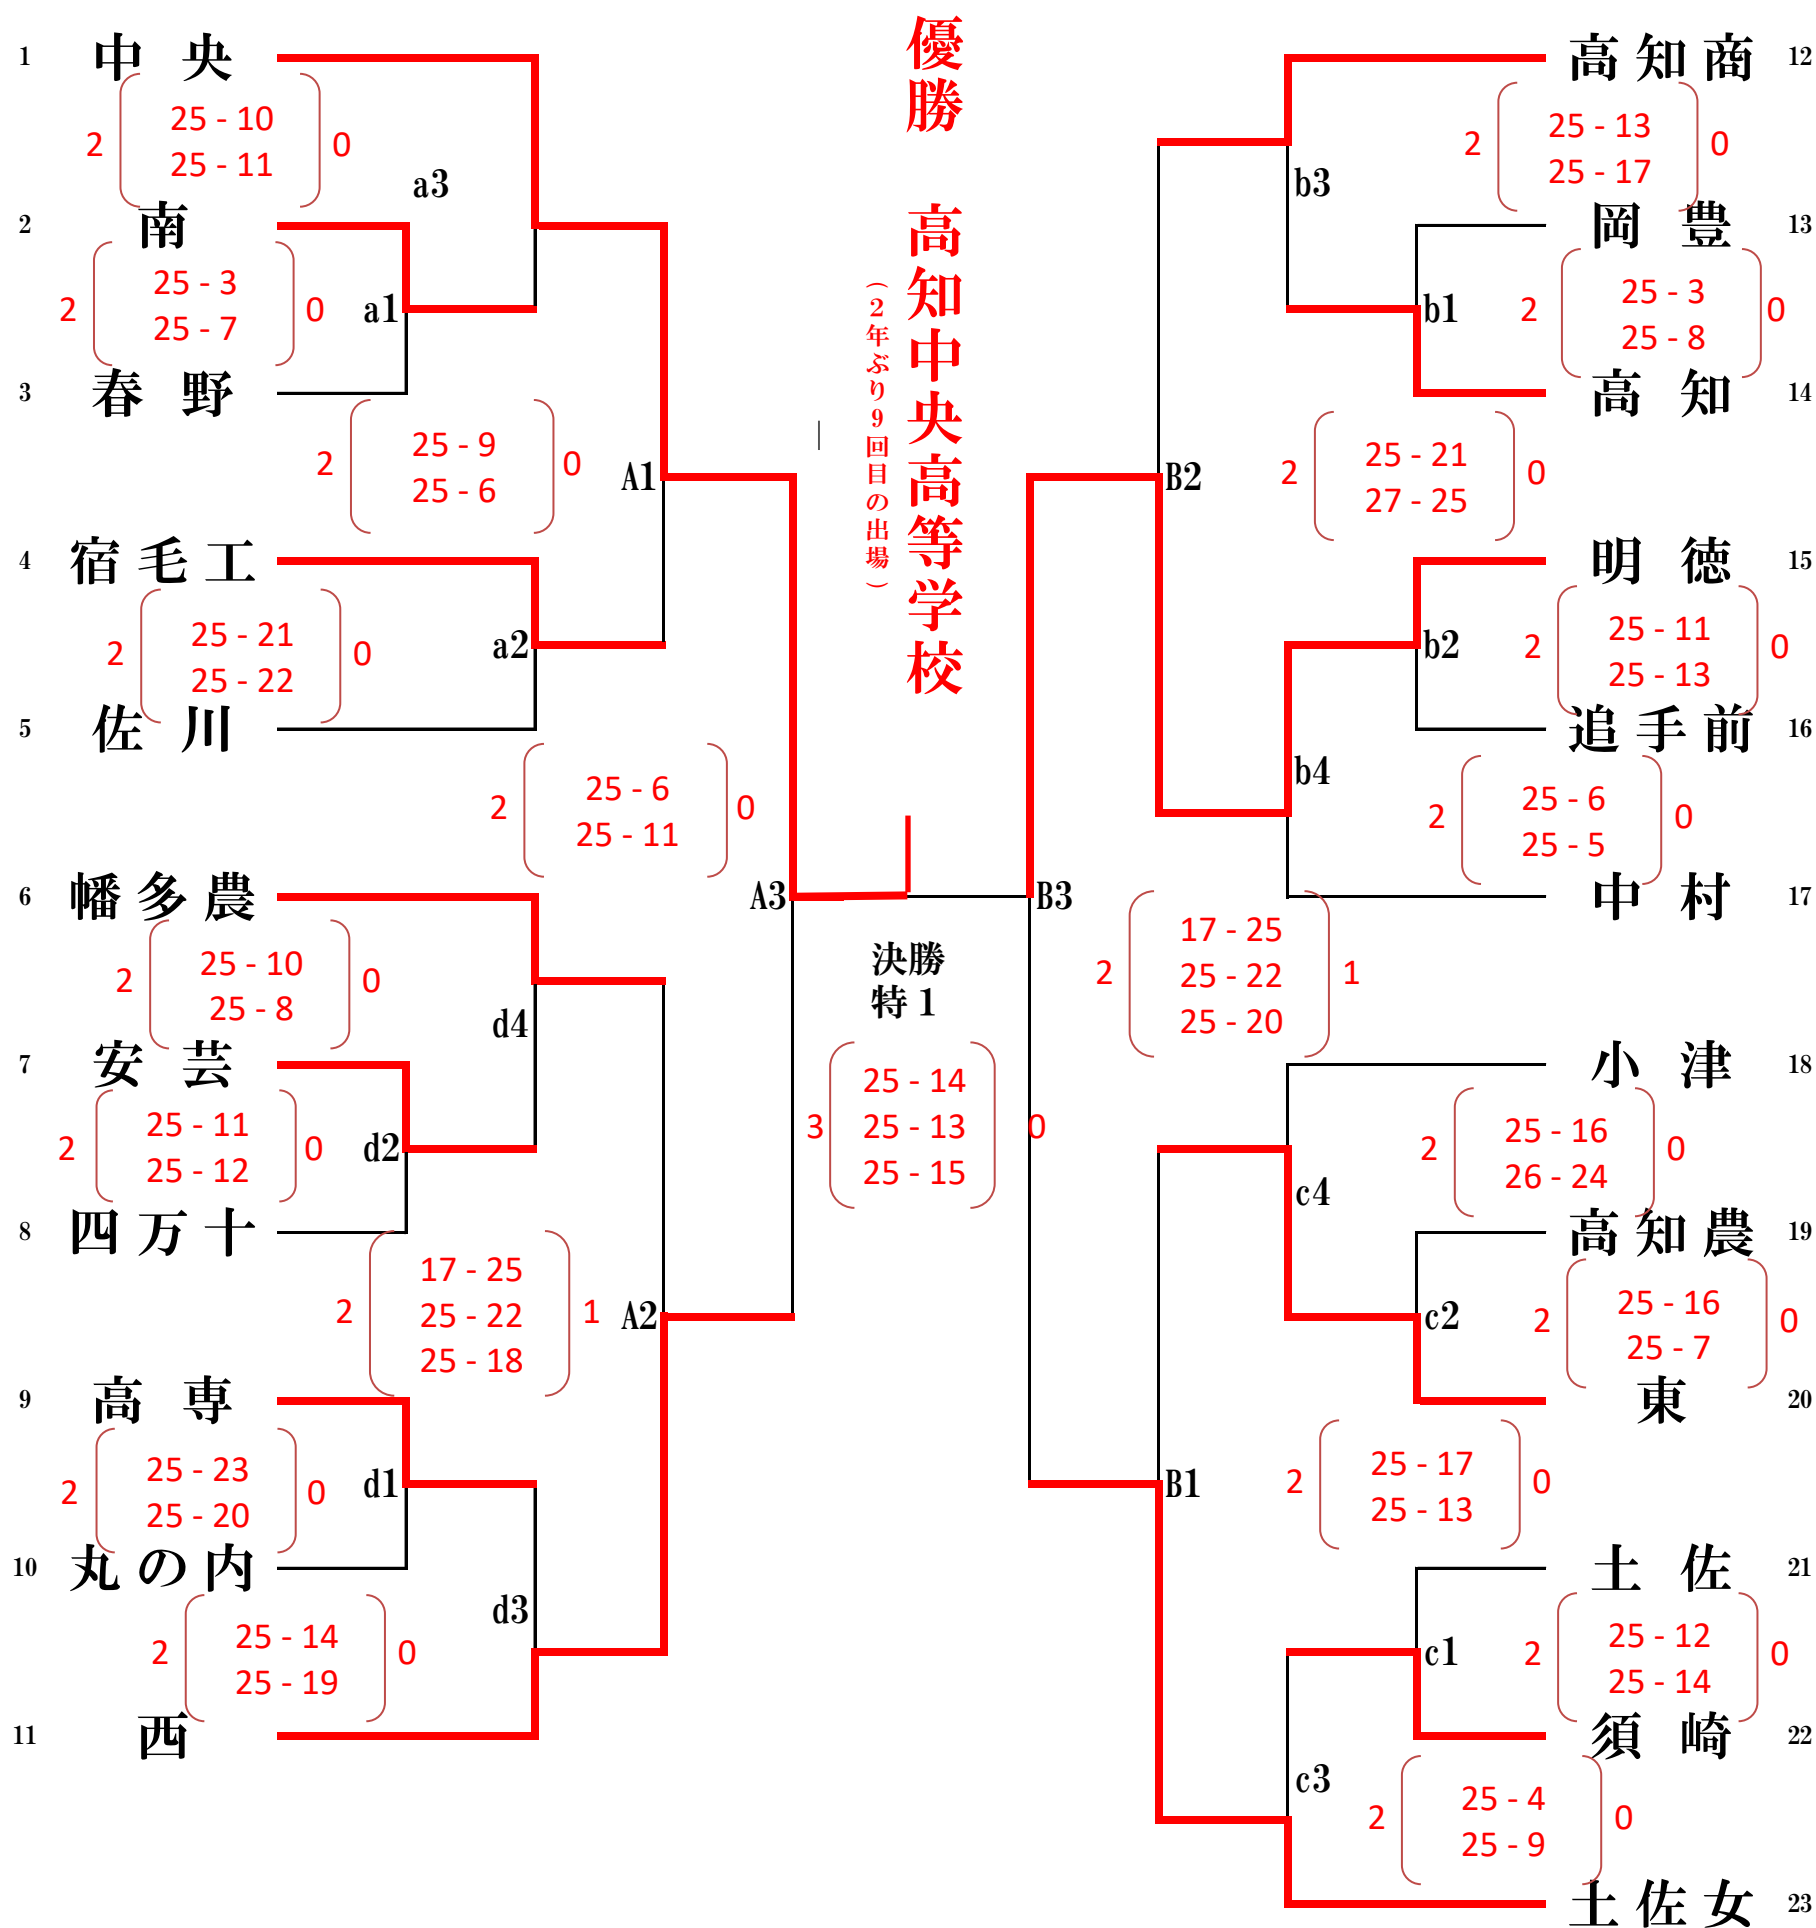 優勝 高知中央高等学校
（2年ぶり9回目の出場）
1 中央
2 25 - 10 0
25 - 11
a3
2 南
2 25 - 3 0
25 - 7
a1
3 春野
2 25 - 9 0
25 - 6
A1
4 宿毛工
2 25 - 21 0
25 - 22
a2
5 佐川
2 25 - 6 0
25 - 11
A3
6 幡多農
2 25 - 10 0
25 - 8
d4
7 安芸
2 25 - 11 0
25 - 12
d2
8 四万十
17 - 25
2 25 - 22 1
25 - 18
A2
9 高専
2 25 - 23 0
25 - 20
d1
10 丸の内
2 25 - 14 0
25 - 19
d3
11 西
決勝
特1
25 - 14
3 25 - 13 0
25 - 15
高知商 12
2 25 - 13 0
25 - 17
b3
岡豊 13
2 25 - 3 0
25 - 8
b1
高知 14
2 25 - 21 0
27 - 25
B2
明徳 15
2 25 - 11 0
25 - 13
b2
追手前 16
2 25 - 6 0
25 - 5
b4
中村 17
B3
17 - 25
2 25 - 22 1
25 - 20
小津 18
2 25 - 16 0
26 - 24
c4
高知農 19
2 25 - 16 0
25 - 7
c2
東 20
2 25 - 17 0
25 - 13
B1
土佐 21
2 25 - 12 0
25 - 14
c1
須崎 22
2 25 - 4 0
25 - 9
c3
土佐女 23